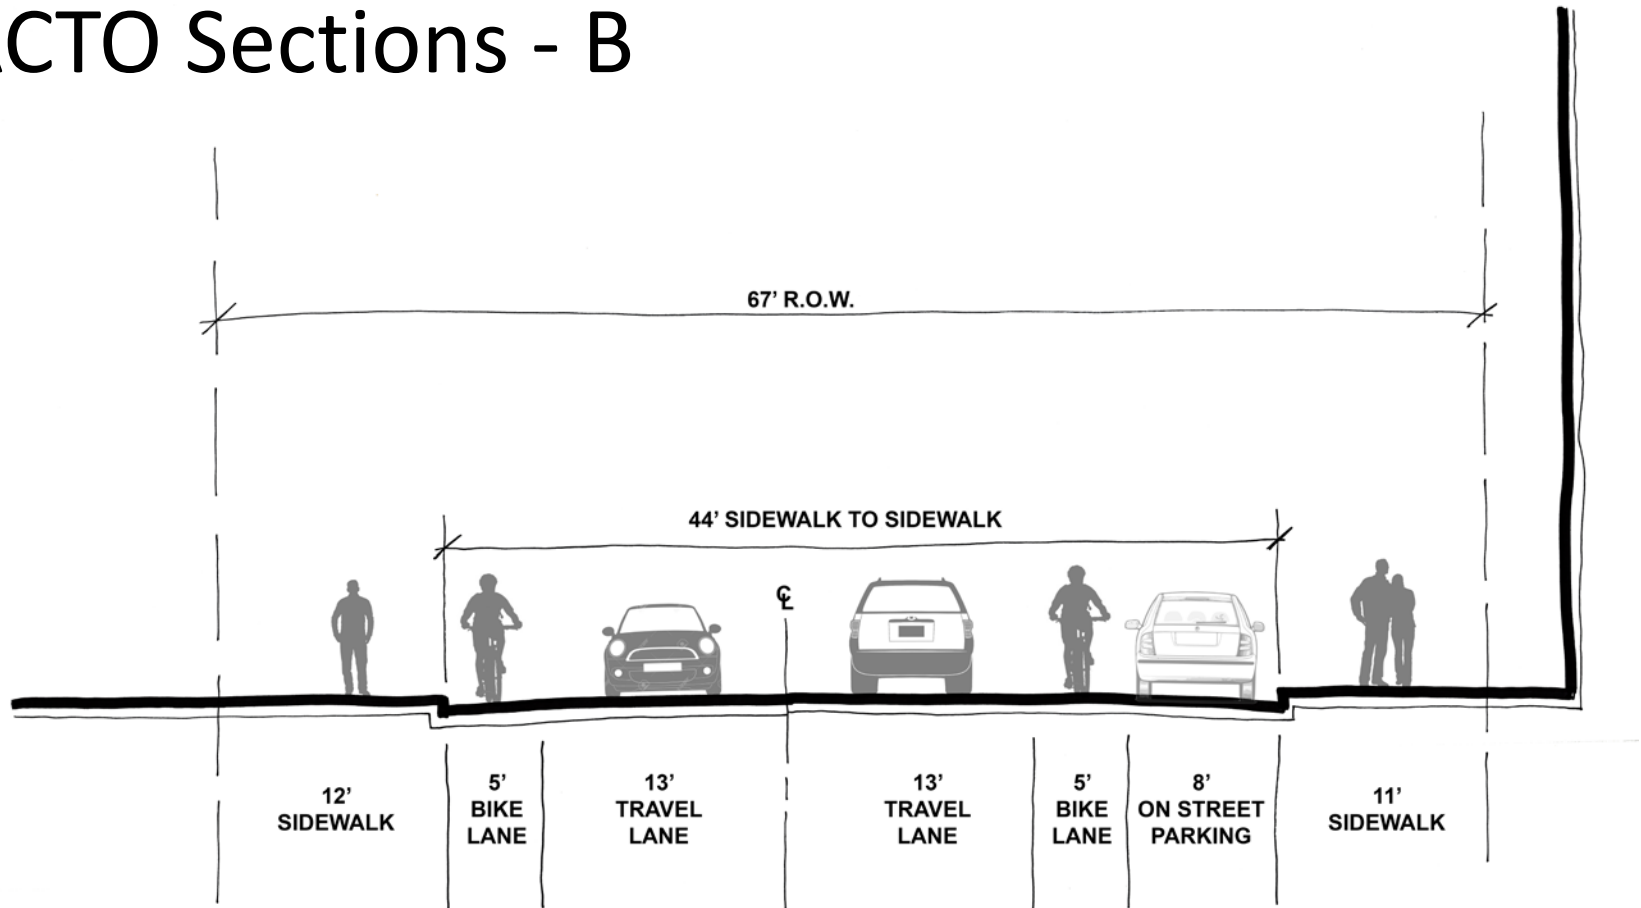 ACTO Sections - B
67’ R.O.W.
44’ SIDEWALK TO SIDEWALK
℄
12’
SIDEWALK
5’
BIKE
LANE
13’
TRAVEL
LANE
13’
TRAVEL
LANE
5’
BIKE
LANE
8’
ON STREET
PARKING
11’
SIDEWALK